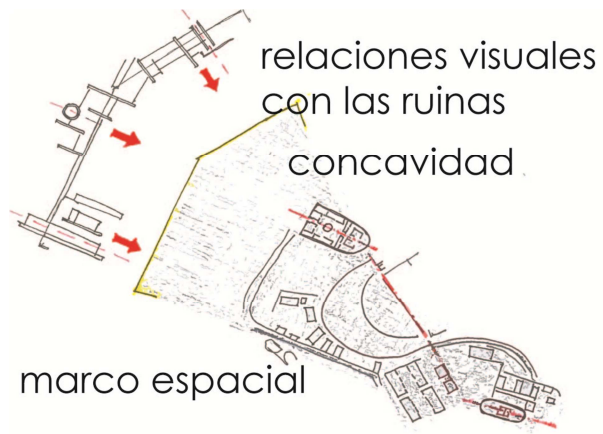 relaciones visuales
con las ruinas
concavidad
marco espacial